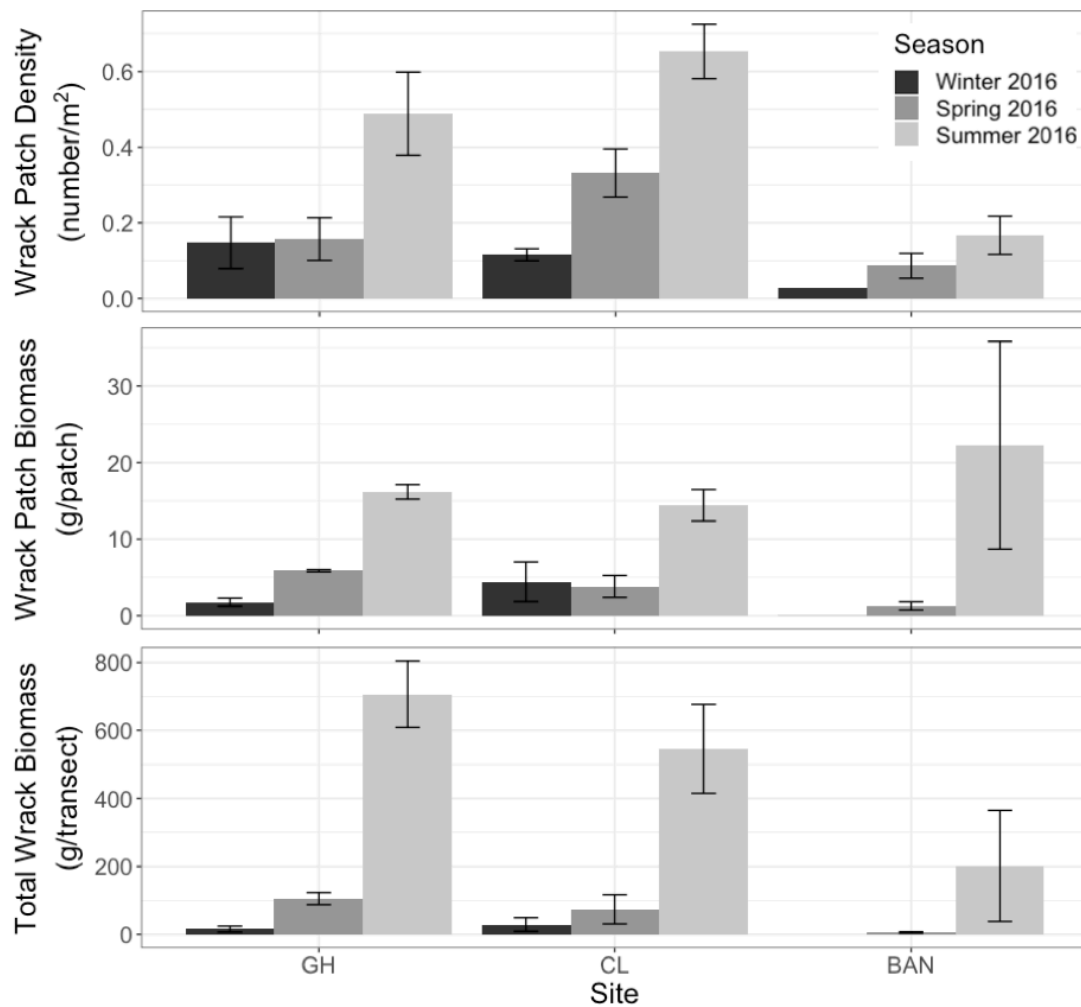 Wrack Patch Density
(number/m²)
0.6
0.4
0.2
0.0
Season
Winter 2016
Spring 2016
Summer 2016
Wrack Patch Biomass
(g/patch)
30
20
10
0
Total Wrack Biomass
(g/transect)
800
600
400
200
0
GH CL BAN
Site